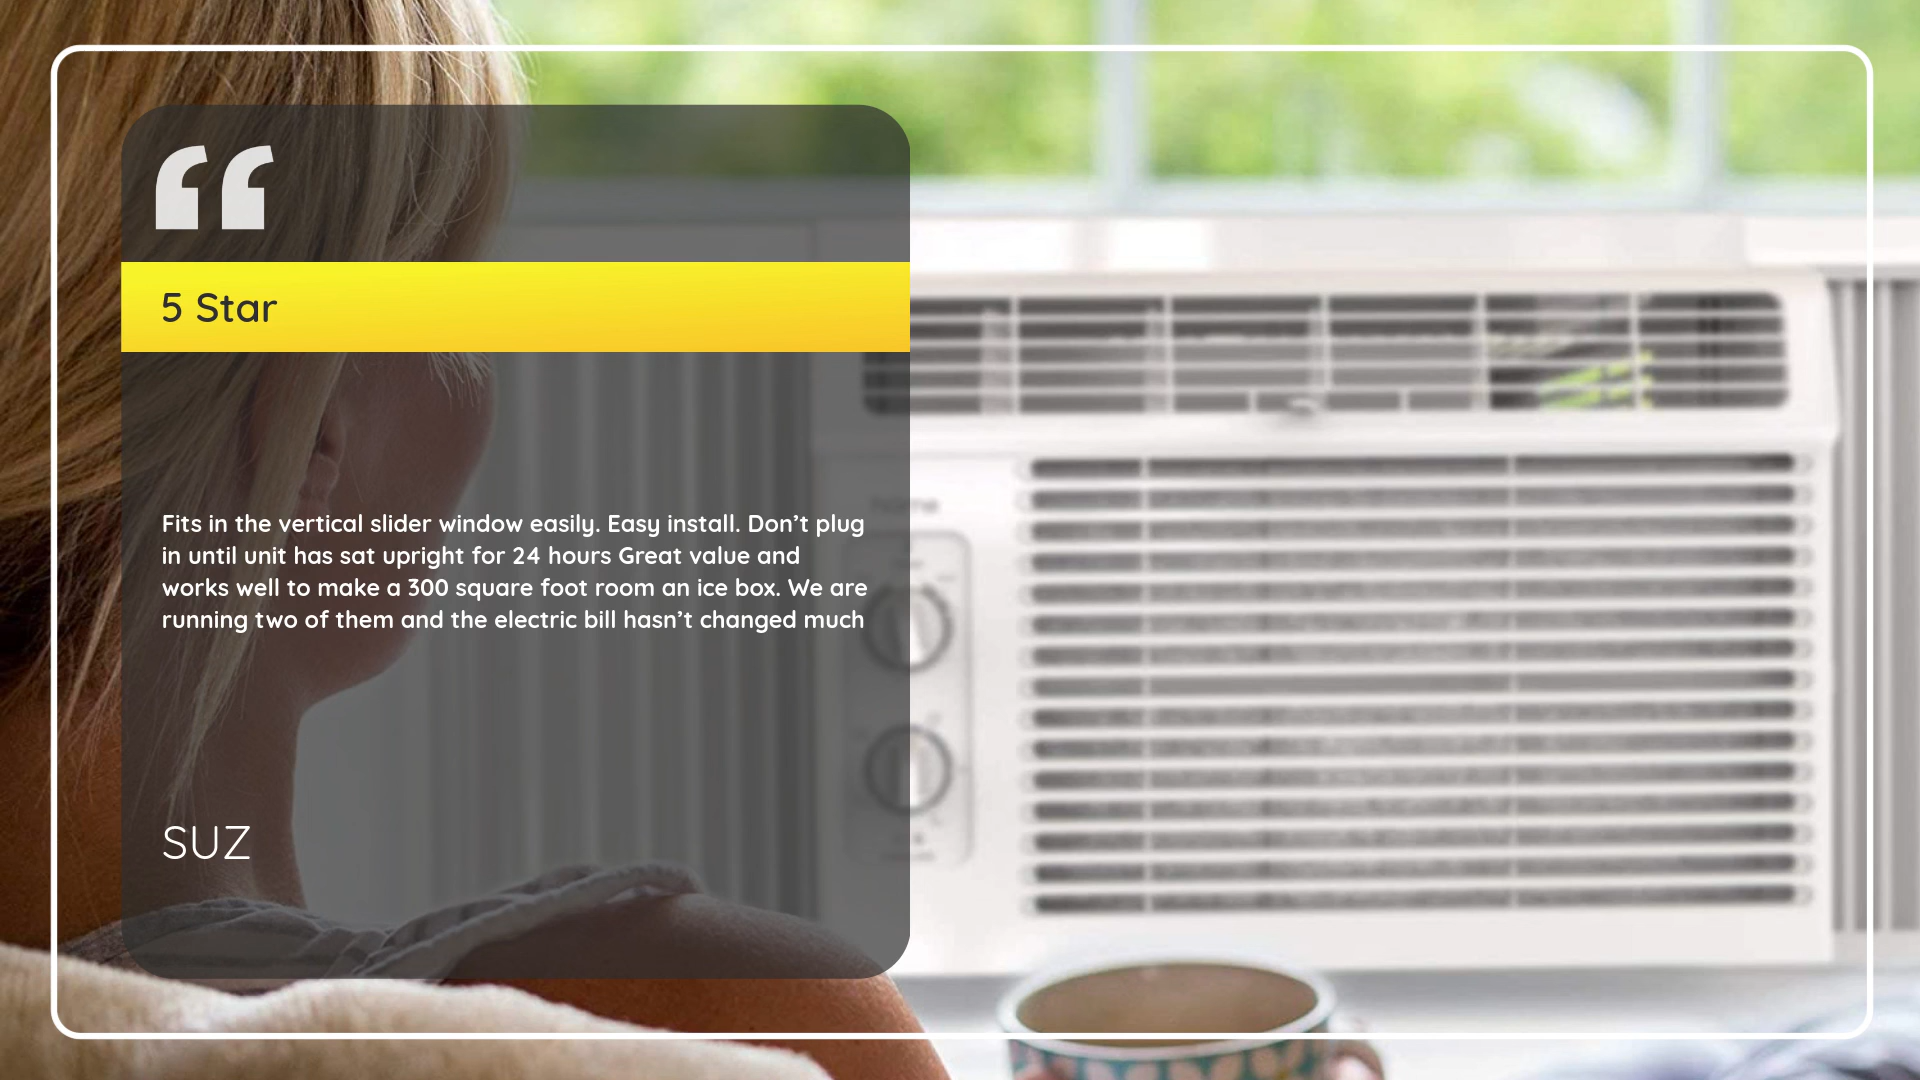 5 Star
Fits in the vertical slider window easily. Easy install. Don’t plug
in until unit has sat upright for 24 hours Great value and
works well to make a 300 square foot room an ice box. We are
running two of them and the electric bill hasn’t changed much
SUZ